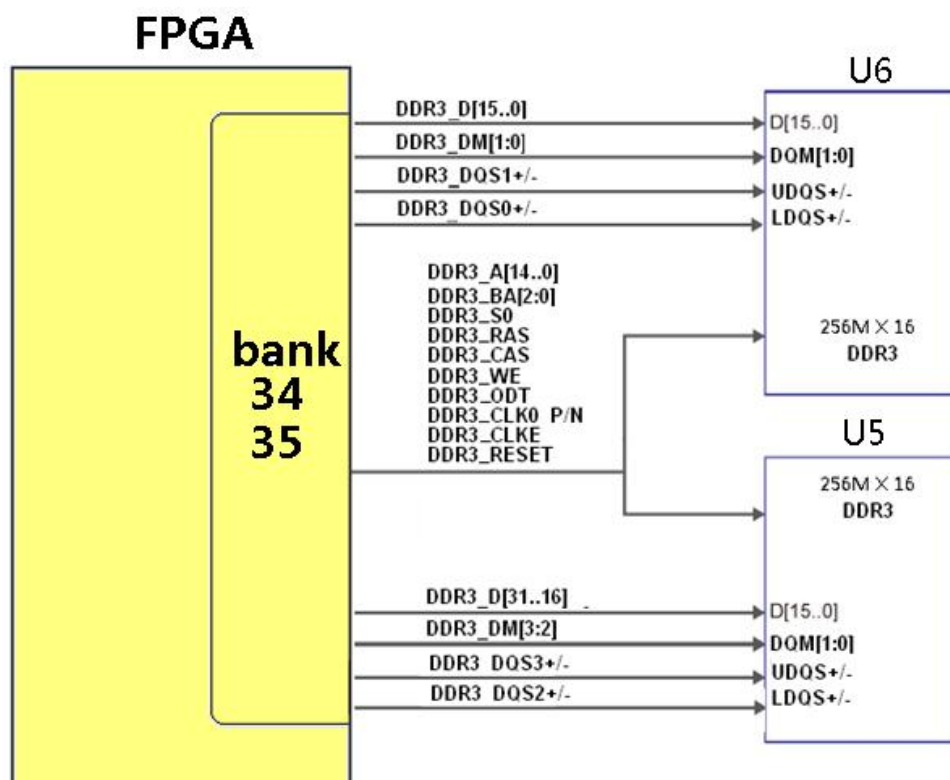 FPGA
U6
DDR3_D[15..0]
D[15..0]
DDR3_DM[1:0]
DQM[1:0]
DDR3_DQS1+/-
UDQS+/-
DDR3_DQS0+/-
LDQS+/-
DDR3_A[14..0]
DDR3_BA[2:0]
DDR3_S0
DDR3_RAS
DDR3_CAS
DDR3_WE
DDR3_ODT
DDR3_CLK0 P/N
DDR3_CLKE
DDR3_RESET
256M X 16
DDR3
bank
34
35
U5
256M X 16
DDR3
DDR3_D[31..16]
D[15..0]
DDR3_DM[3:2]
DQM[1:0]
DDR3 DQS3+/-
UDQS+/-
DDR3 DQS2+/-
LDQS+/-